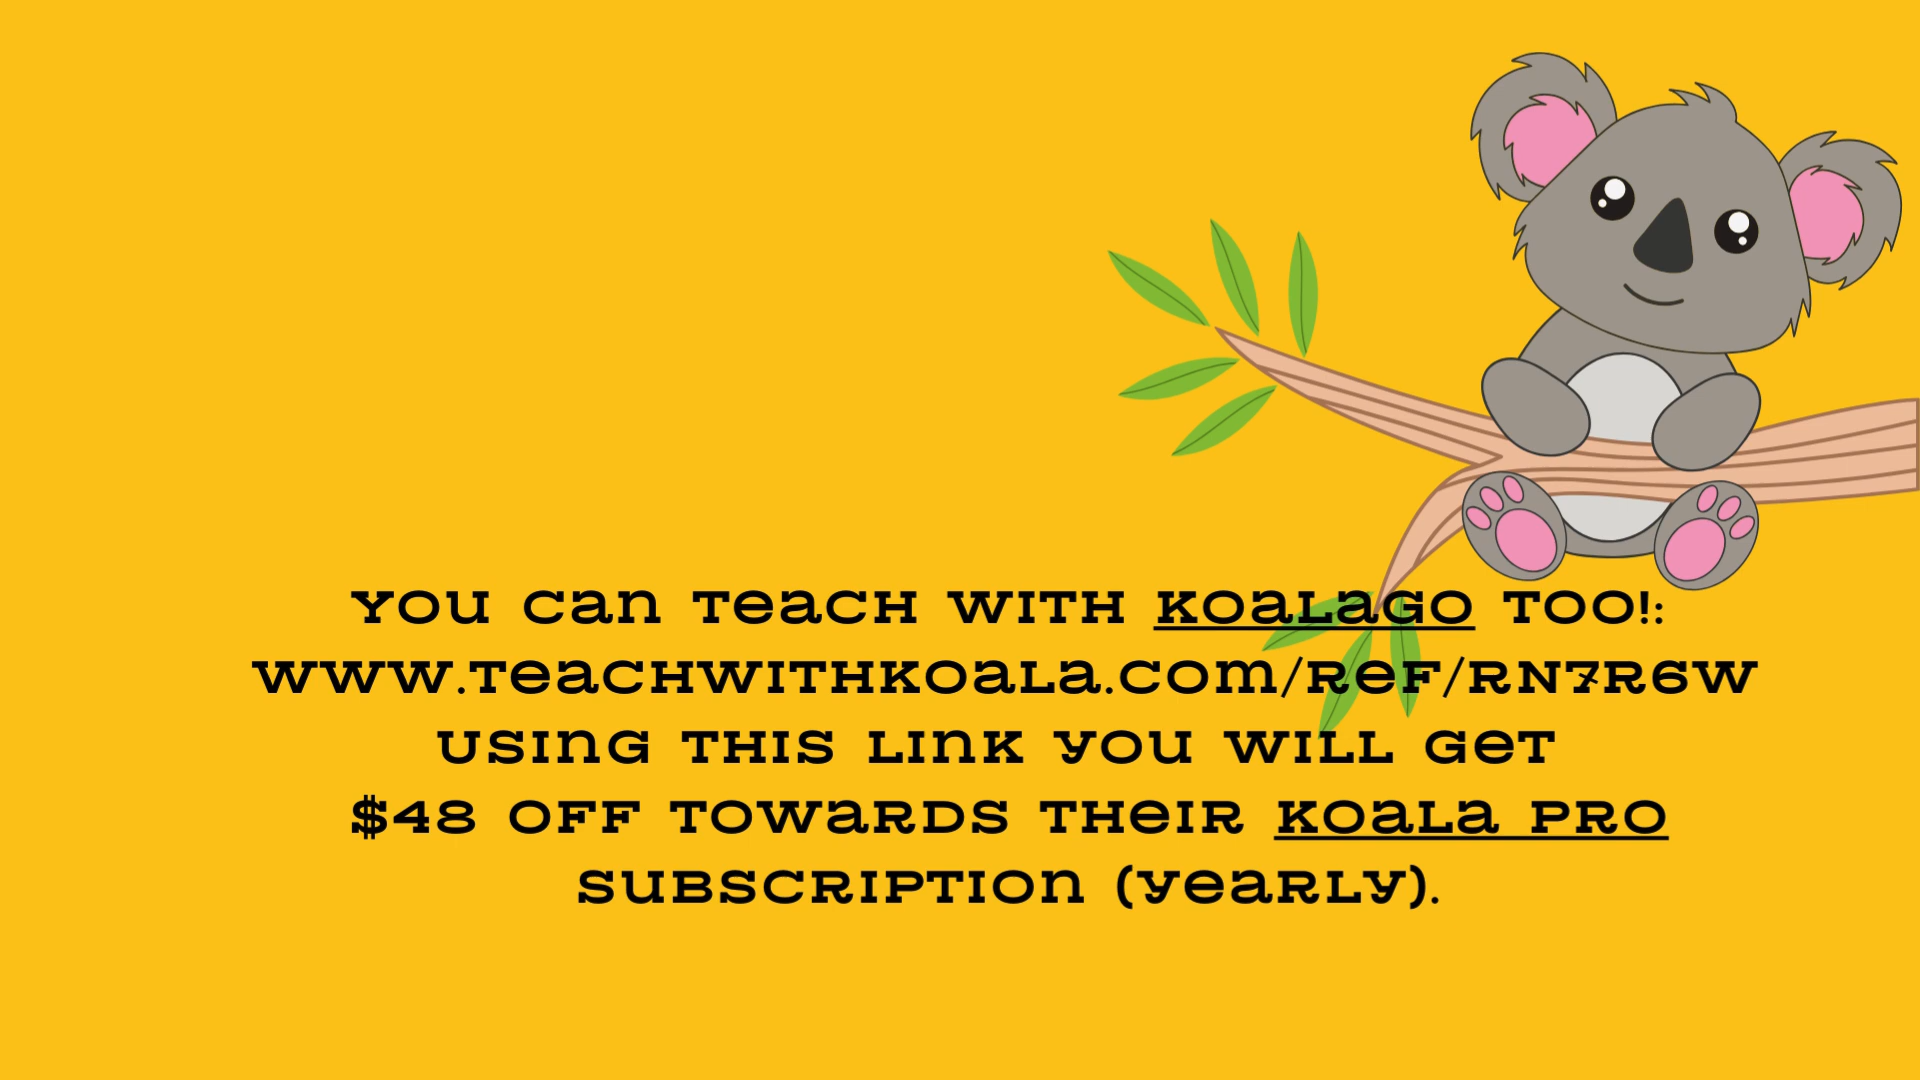 You can teach with KoalaGo too!:
www.teachwithkoala.com/ref/RN7R6W
Using this link you will get
$48 off towards their Koala Pro
subscription (yearly).